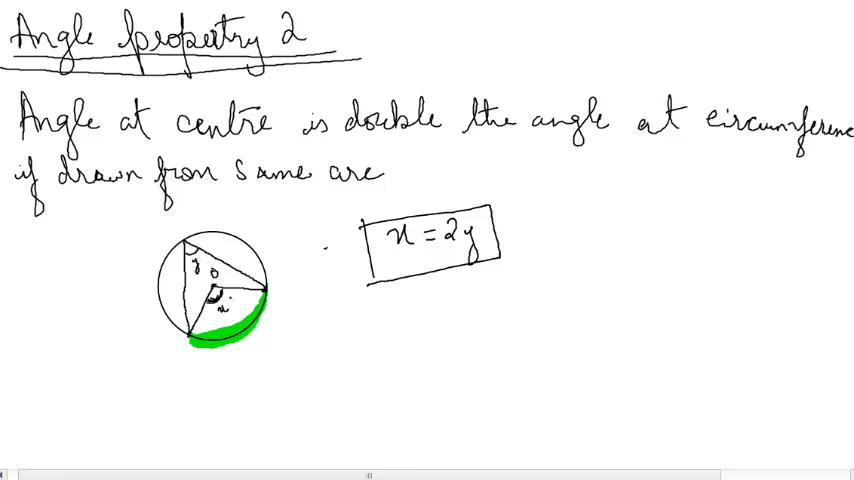 Angle property 2
Angle at centre is double the angle at circumference
if drawn from same arc
x = 2y
y
O
x